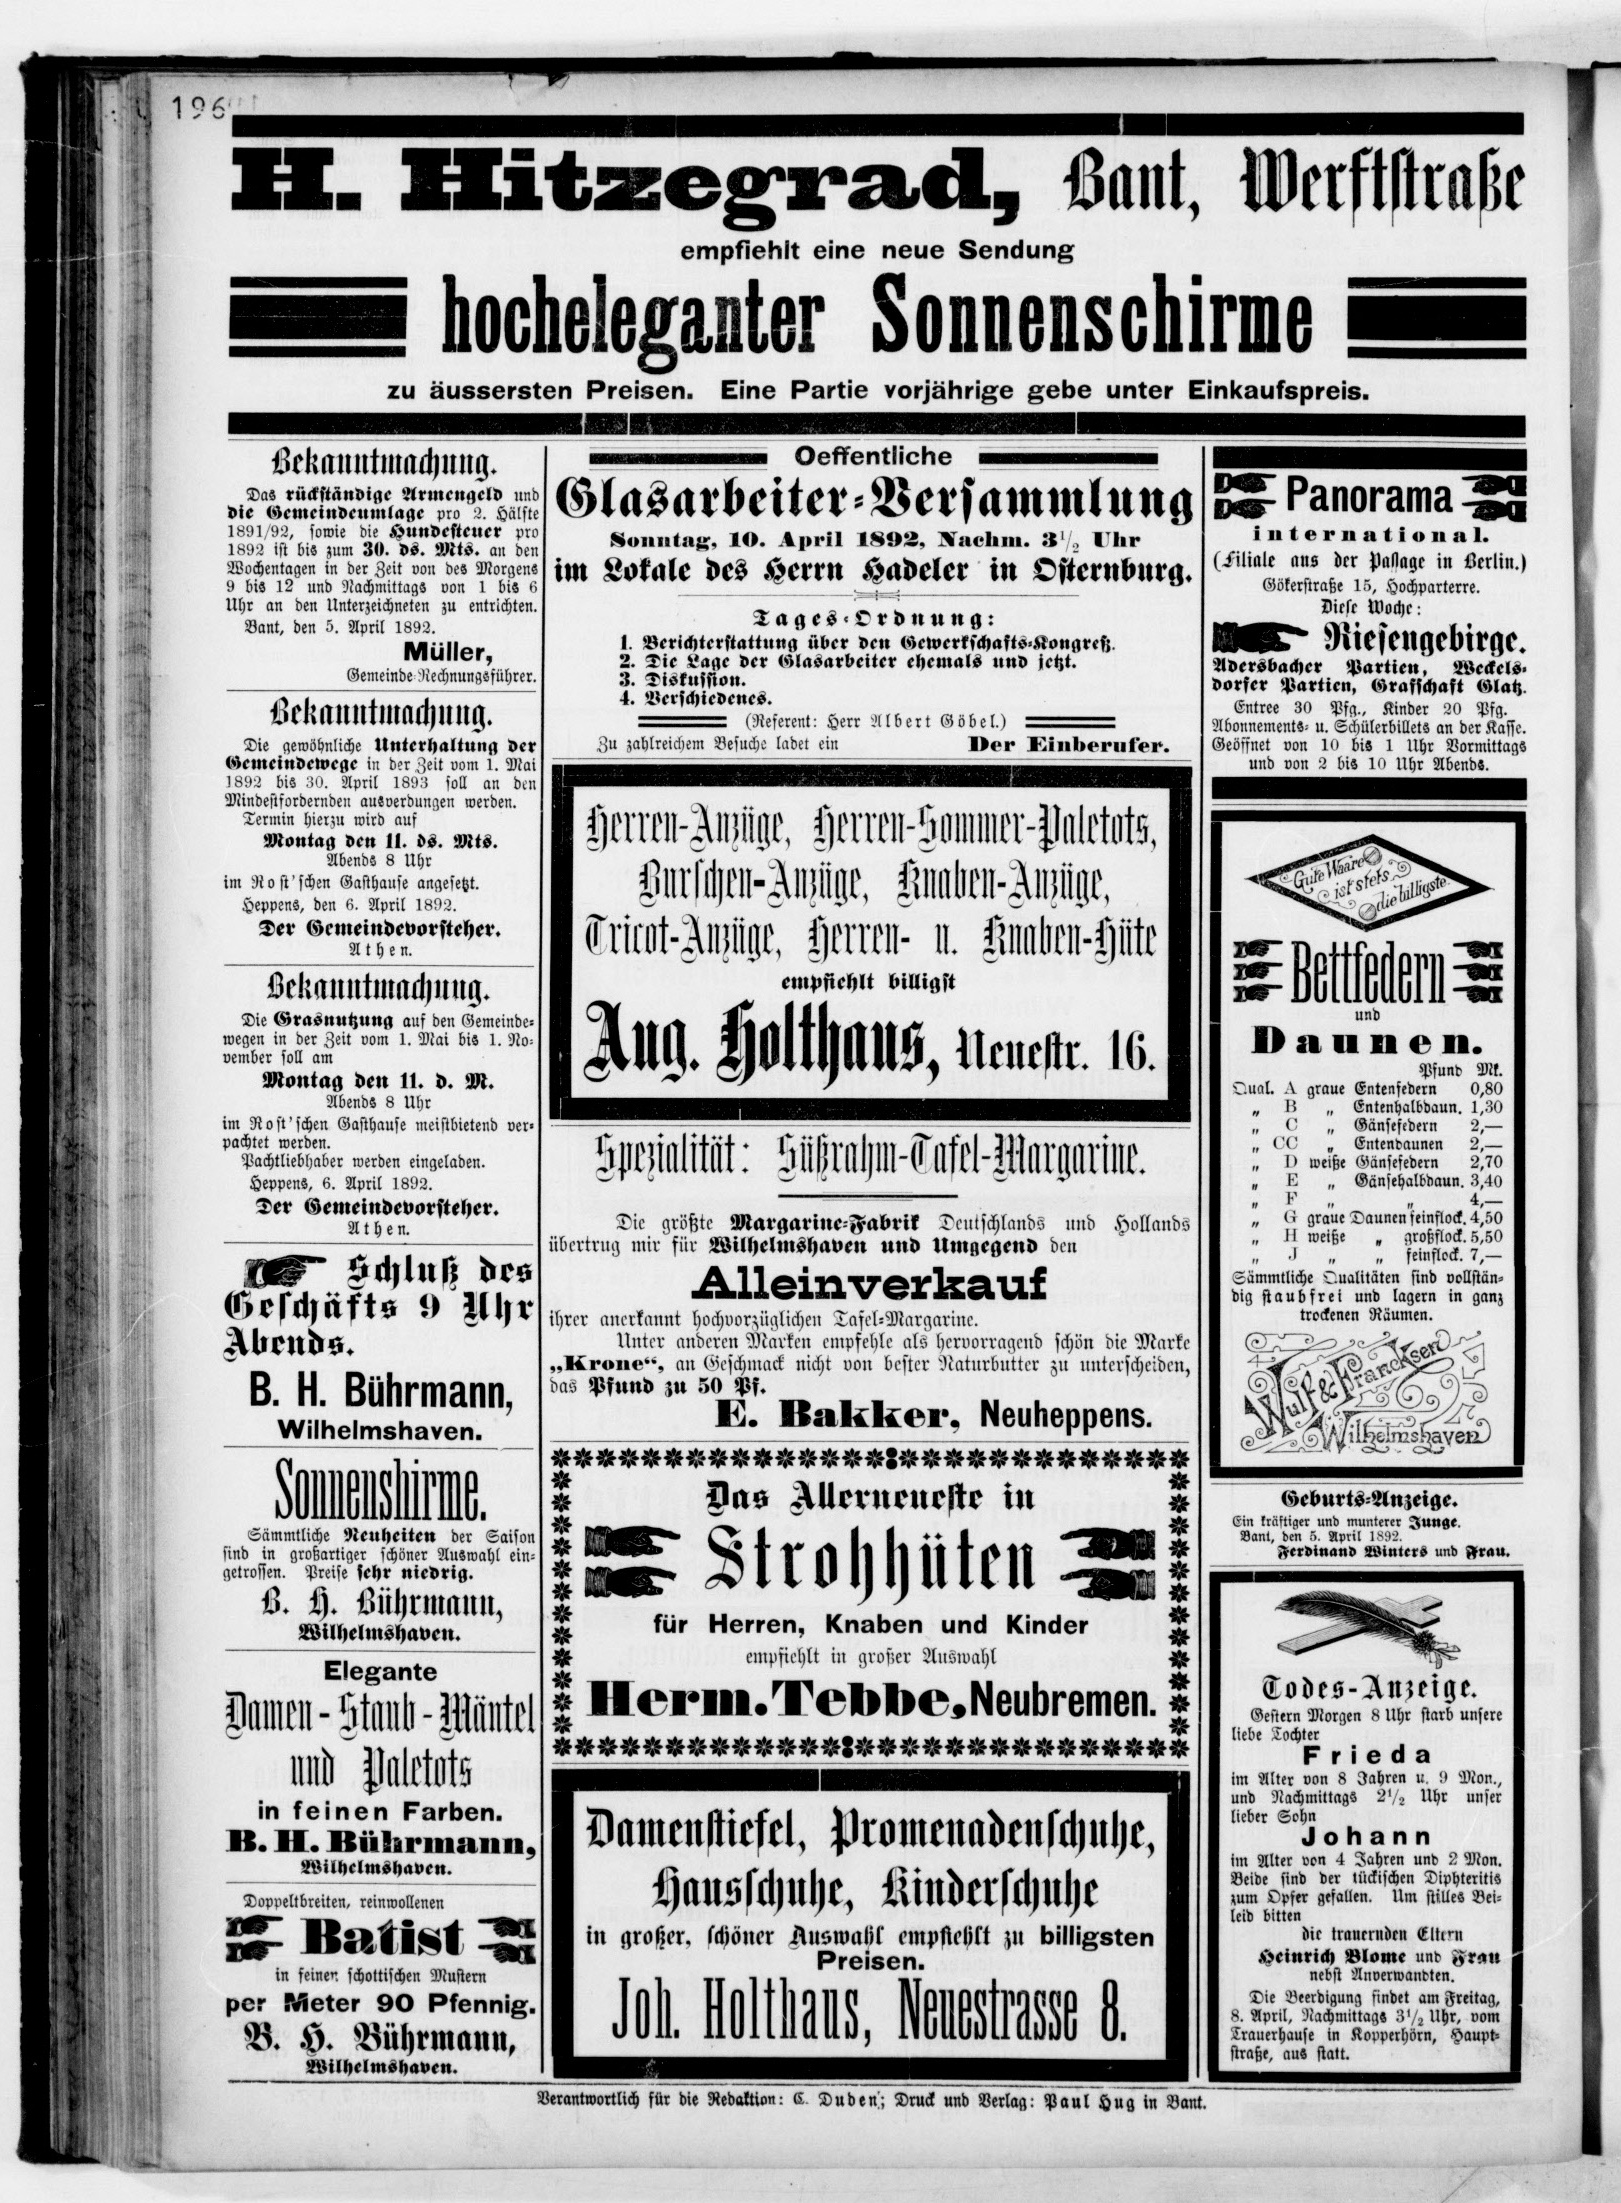 196
H. Hitzegrad, Bant, Werftstraße
empfiehlt eine neue Sendung
hocheleganter Sonnenschirme
zu äussersten Preisen. Eine Partie vorjährige gebe unter Einkaufspreis.
Bekanntmachung.
Das rückständige Armengeld und
die Gemeindeumlage pro 2. Hälfte
1891/92, sowie die Hundesteuer pro
1892 ist bis zum 30. ds. Mts. an den
Wochentagen in der Zeit von des Morgens
9 bis 12 und Nachmittags von 1 bis 6
Uhr an den Unterzeichneten zu entrichten.
Bant, den 5. April 1892.
Müller,
Gemeinde-Rechnungsführer.
Bekanntmachung.
Die gewöhnliche Unterhaltung der
Gemeindewege in der Zeit vom 1. Mai
1892 bis 30. April 1893 soll an den
Mindestfordernden ausverdungen werden.
Termin hierzu wird auf
Montag den 11. ds. Mts.
Abends 8 Uhr
im Rost'schen Gasthause angesetzt.
Heppens, den 6. April 1892.
Der Gemeindevorsteher.
Athen.
Bekanntmachung.
Die Grasnutzung auf den Gemeinde-
wegen in der Zeit vom 1. Mai bis 1. No-
vember soll am
Montag den 11. d. M.
Abends 8 Uhr
im Rost'schen Gasthause meistbietend ver-
pachtet werden.
Pachtliebhaber werden eingeladen.
Heppens, 6. April 1892.
Der Gemeindevorsteher.
Athen.
Schluß des
Geschäfts 9 Uhr
Abends.
B. H. Bührmann,
Wilhelmshaven.
Sonnenshirme.
Sämmtliche Neuheiten der Saison
sind in großartiger schöner Auswahl ein-
getroffen. Preise sehr niedrig.
B. H. Bührmann,
Wilhelmshaven.
Elegante
Damen-Staub-Mäntel
und Paletots
in feinen Farben.
B. H. Bührmann,
Wilhelmshaven.
Doppeltbreiten, reinwollenen
Batist
in feinen schottischen Mustern
per Meter 90 Pfennig.
B. H. Bührmann,
Wilhelmshaven.
Oeffentliche
Glasarbeiter-Versammlung
Sonntag, 10. April 1892, Nachm. 3½ Uhr
im Lokale des Herrn Hadeler in Osternburg.
Tages-Ordnung:
1. Berichterstattung über den Gewerkschafts-Kongreß.
2. Die Lage der Glasarbeiter ehemals und jetzt.
3. Diskussion.
4. Verschiedenes.
(Referent: Herr Albert Göbel.)
Zu zahlreichem Besuche ladet ein Der Einberufer.
Herren-Anzüge, Herren-Sommer-Paletots,
Burschen-Anzüge, Knaben-Anzüge,
Tricot-Anzüge, Herren- u. Knaben-Hüte
empfiehlt billigst
Aug. Holthaus, Neuestr. 16.
Spezialität: Süßrahm-Tafel-Margarine.
Die größte Margarine-Fabrik Deutschlands und Hollands
übertrug mir für Wilhelmshaven und Umgegend den
Alleinverkauf
ihrer anerkannt hochvorzüglichen Tafel-Margarine.
Unter anderen Marken empfehle als hervorragend schön die Marke
„Krone“, an Geschmack nicht von bester Naturbutter zu unterscheiden,
das Pfund zu 50 Pf.
E. Bakker, Neuheppens.
Das Allerneueste in
Strohhüten
für Herren, Knaben und Kinder
empfiehlt in großer Auswahl
Herm. Tebbe, Neubremen.
Damenstiefel, Promenadenschuhe,
Hausschuhe, Kinderschuhe
in großer, schöner Auswahl empfiehlt zu billigsten
Preisen.
Joh. Holthaus, Neuestrasse 8.
Panorama
international.
(Filiale aus der Passage in Berlin.)
Gökerstraße 15, Hochparterre.
Diese Woche:
Riesengebirge.
Adersbacher Partien, Weckels-
dorfer Partien, Grafschaft Glatz.
Entree 30 Pfg., Kinder 20 Pfg.
Abonnements- u. Schülerbillets an der Kasse.
Geöffnet von 10 bis 1 Uhr Vormittags
und von 2 bis 10 Uhr Abends.
Gute Waare
ist stets
die billigste
Bettfedern
und
Daunen.
Pfund Mk.
Qual. A graue Entenfedern 0,80
„ B „ Entenhalbdaun. 1,30
„ C „ Gänsefedern 2,—
„ CC „ Entendaunen 2,—
„ D weiße Gänsefedern 2,70
„ E „ Gänsehalbdaun. 3,40
„ F „ „ 4,—
„ G graue Daunen feinflock. 4,50
„ H weiße „ großflock. 5,50
„ J „ „ feinflock. 7,—
Sämmtliche Qualitäten sind vollstän-
dig staubfrei und lagern in ganz
trockenen Räumen.
Wulf & Francksen
Wilhelmshaven
Geburts-Anzeige.
Ein kräftiger und munterer Junge.
Bant, den 5. April 1892.
Ferdinand Winters und Frau.
Todes-Anzeige.
Gestern Morgen 8 Uhr starb unsere
liebe Tochter
Frieda
im Alter von 8 Jahren u. 9 Mon.,
und Nachmittags 2½ Uhr unser
lieber Sohn
Johann
im Alter von 4 Jahren und 2 Mon.
Beide sind der tückischen Diphteritis
zum Opfer gefallen. Um stilles Bei-
leid bitten
die trauernden Eltern
Heinrich Blome und Frau
nebst Anverwandten.
Die Beerdigung findet am Freitag,
8. April, Nachmittags 3½ Uhr, vom
Trauerhause in Kopperhörn, Haupt-
straße, aus statt.
Verantwortlich für die Redaktion: C. Duden; Druck und Verlag: Paul Hug in Bant.